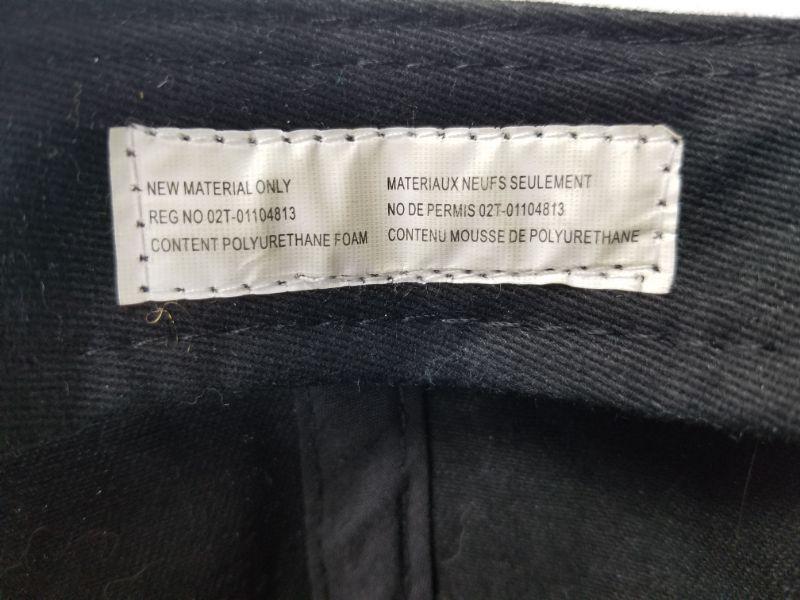 NEW MATERIAL ONLY
REG NO 02T-01104813
CONTENT POLYURETHANE FOAM
MATERIAUX NEUFS SEULEMENT
NO DE PERMIS 02T-01104813
CONTENU MOUSSE DE POLYURETHANE